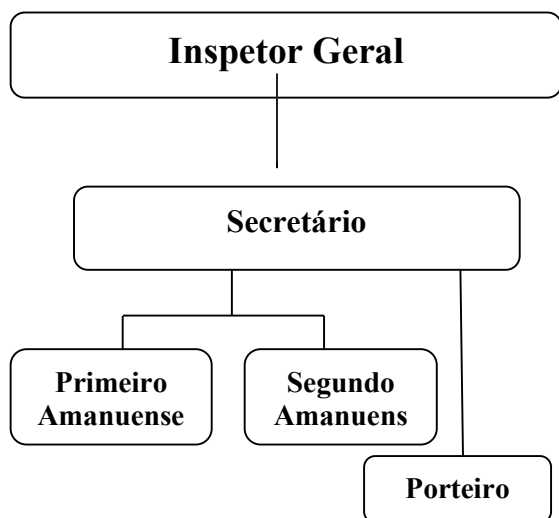 Inspetor Geral
Secretário
Primeiro
Amanuense
Segundo
Amanuens
Porteiro